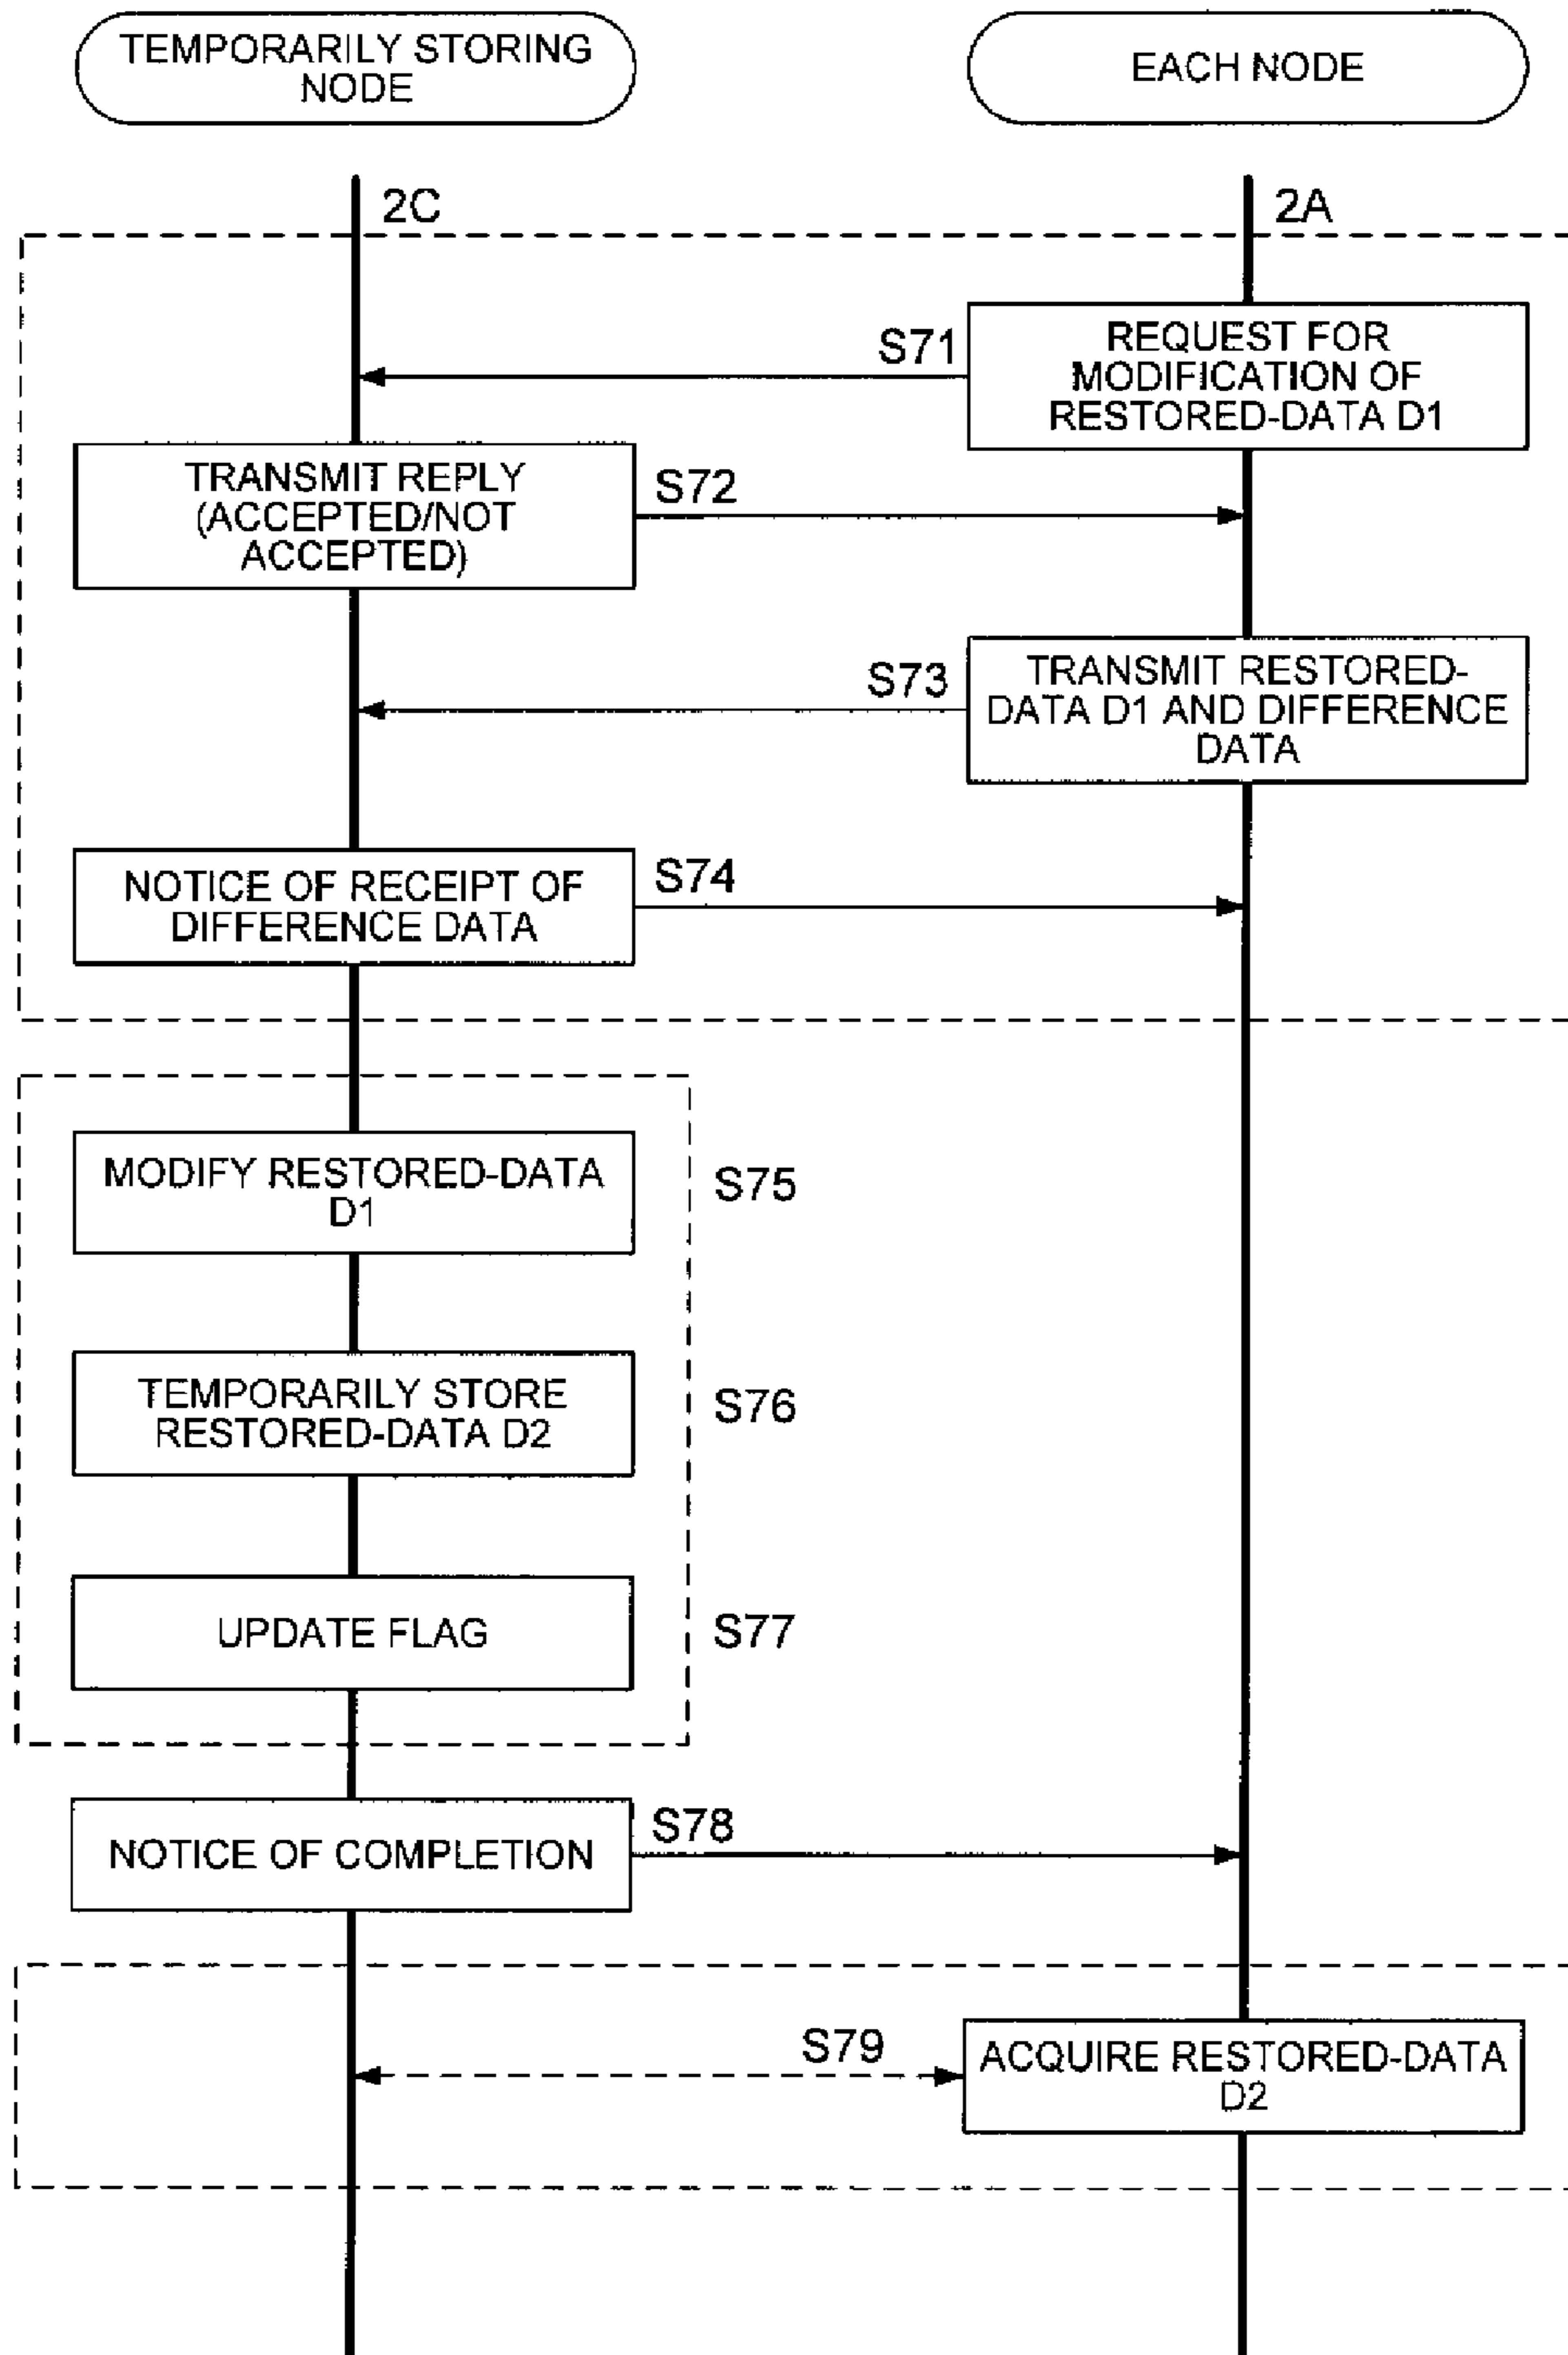 TEMPORARILY STORING
NODE
EACH NODE
2C
2A
S71
REQUEST FOR
MODIFICATION OF
RESTORED-DATA D1
TRANSMIT REPLY
(ACCEPTED/NOT
ACCEPTED)
S72
S73
TRANSMIT RESTORED-
DATA D1 AND DIFFERENCE
DATA
NOTICE OF RECEIPT OF
DIFFERENCE DATA
S74
MODIFY RESTORED-DATA
D1
S75
TEMPORARILY STORE
RESTORED-DATA D2
S76
UPDATE FLAG
S77
NOTICE OF COMPLETION
S78
S79
ACQUIRE RESTORED-DATA
D2